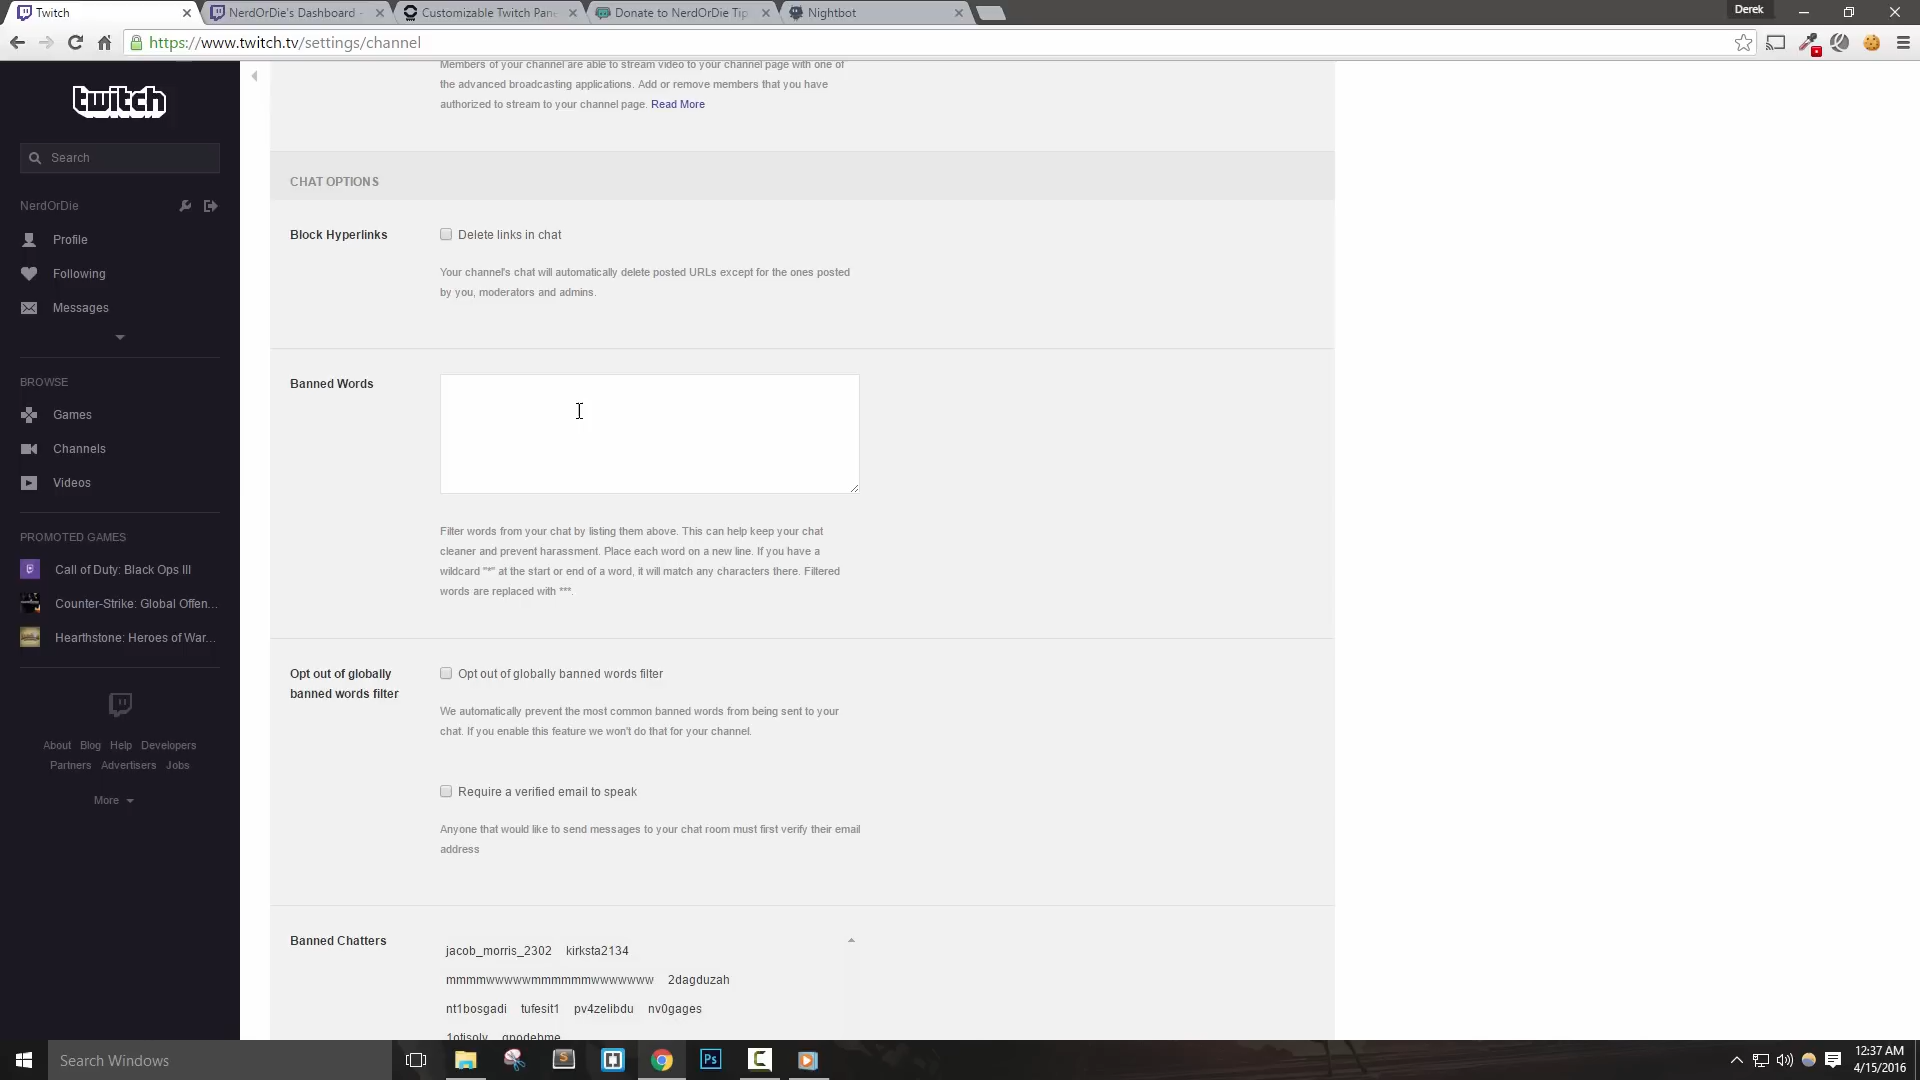 Twitch
NerdOrDie's Dashboard -
Customizable Twitch Pane
Donate to NerdOrDie Tip
Nightbot
Derek
https://www.twitch.tv/settings/channel
twitch
Search
NerdOrDie
Profile
Following
Messages
BROWSE
Games
Channels
Videos
PROMOTED GAMES
Call of Duty: Black Ops III
Counter-Strike: Global Offen...
Hearthstone: Heroes of War...
About Blog Help Developers
Partners Advertisers Jobs
More
Members of your channel are able to stream video to your channel page with one of
the advanced broadcasting applications. Add or remove members that you have
authorized to stream to your channel page. Read More
CHAT OPTIONS
Block Hyperlinks
Delete links in chat
Your channel's chat will automatically delete posted URLs except for the ones posted
by you, moderators and admins.
Banned Words
Filter words from your chat by listing them above. This can help keep your chat
cleaner and prevent harassment. Place each word on a new line. If you have a
wildcard "*" at the start or end of a word, it will match any characters there. Filtered
words are replaced with ***.
Opt out of globally
banned words filter
Opt out of globally banned words filter
We automatically prevent the most common banned words from being sent to your
chat. If you enable this feature we won't do that for your channel.
Require a verified email to speak
Anyone that would like to send messages to your chat room must first verify their email
address
Banned Chatters
jacob_morris_2302 kirksta2134
mmmmwwwwwmmmmmmwwwwwww 2dagduzah
nt1bosgadi tufesit1 pv4zelibdu nv0gages
Search Windows
Ps
12:37 AM
4/15/2016